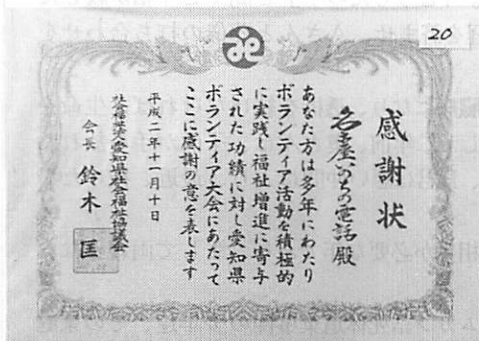 20
感謝状
名古屋いのちの電話殿
あなた方は多年にわたり
ボランティア活動を積極的
に実践し福祉増進に寄与
された功績に対し愛知県
ボランティア大会にあたって
ここに感謝の意を表します
平成二年十一月十日
社会福祉法人愛知県社会福祉協議会
会長 鈴木 匡